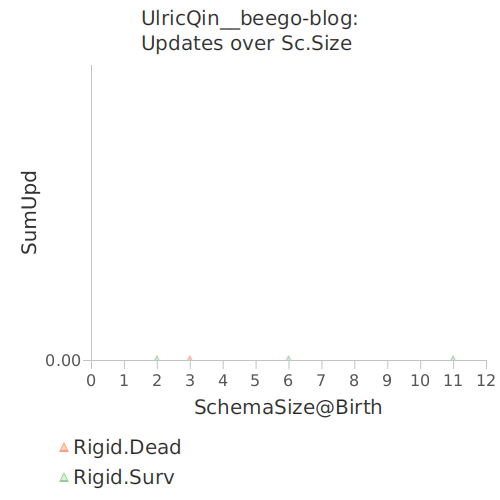 UlricQin__beego-blog:
Updates over Sc.Size
SumUpd
0.00
0 1 2 3 4 5 6 7 8 9 10 11 12
SchemaSize@Birth
Rigid.Dead
Rigid.Surv